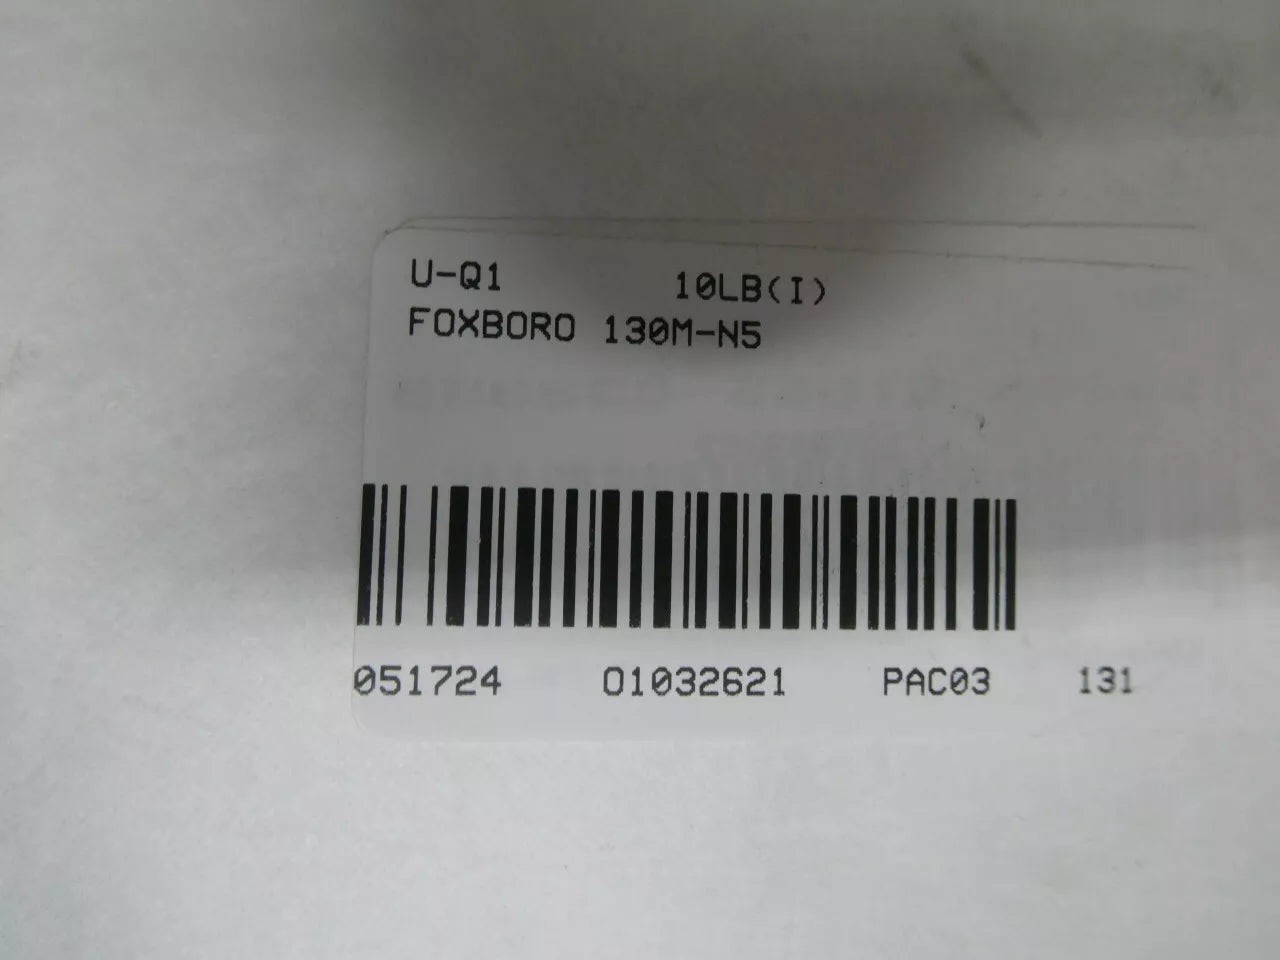 U-Q1 10LB(I)
FOXBORO 130M-N5
051724 01032621 PAC03 131